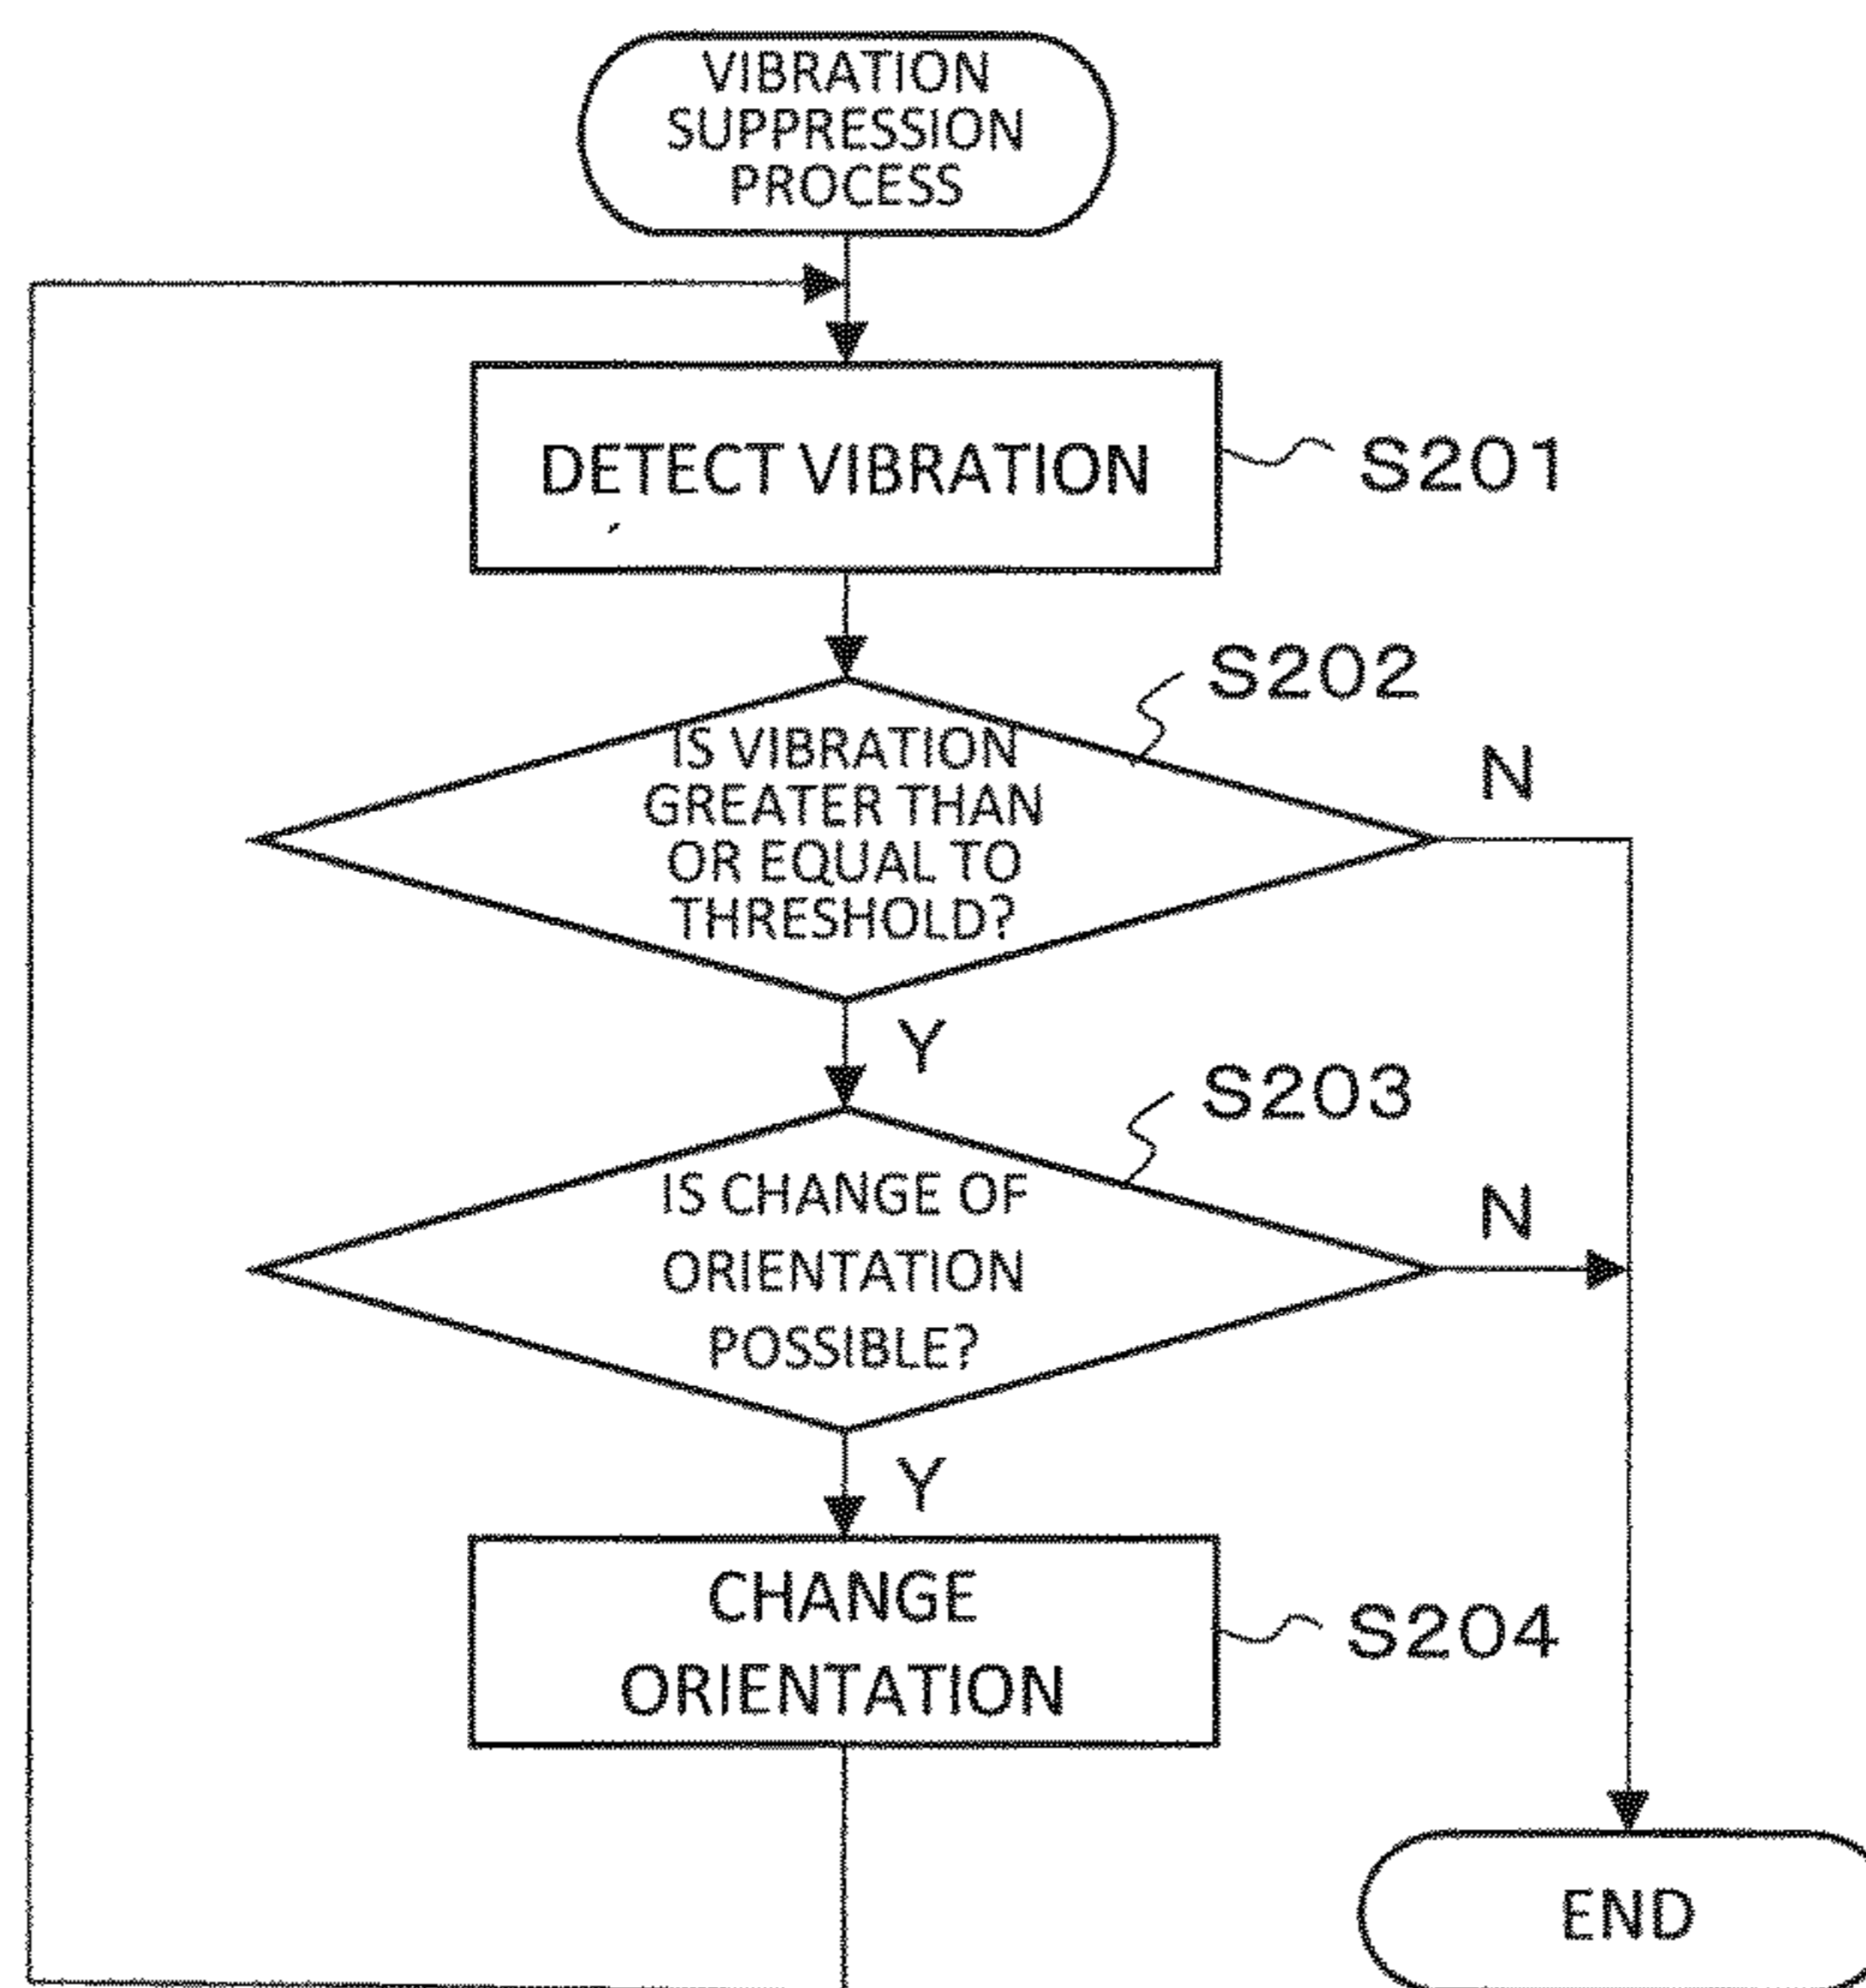 VIBRATION
SUPPRESSION
PROCESS
DETECT VIBRATION
S201
S202
IS VIBRATION
GREATER THAN
OR EQUAL TO
THRESHOLD?
N
Y
S203
IS CHANGE OF
ORIENTATION
POSSIBLE?
N
Y
CHANGE
ORIENTATION
S204
END